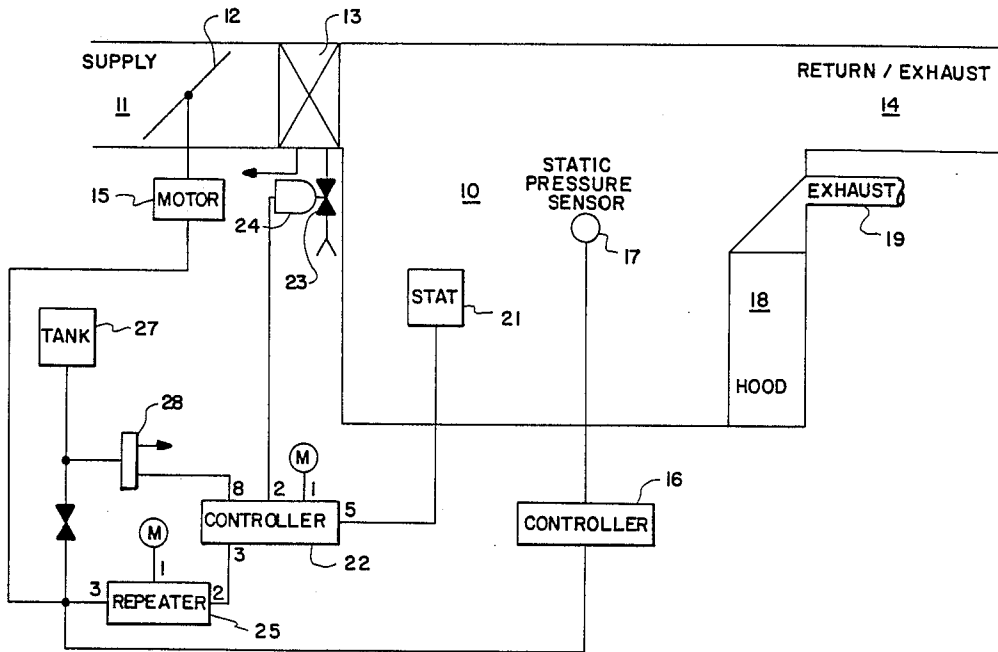 12
13
SUPPLY
RETURN / EXHAUST
11
14
STATIC
PRESSURE
SENSOR
10
EXHAUST
15
MOTOR
24
17
19
23
STAT
21
18
TANK
27
HOOD
28
M
16
8
2
1
CONTROLLER
5
CONTROLLER
M
3
22
1
3
REPEATER
2
25